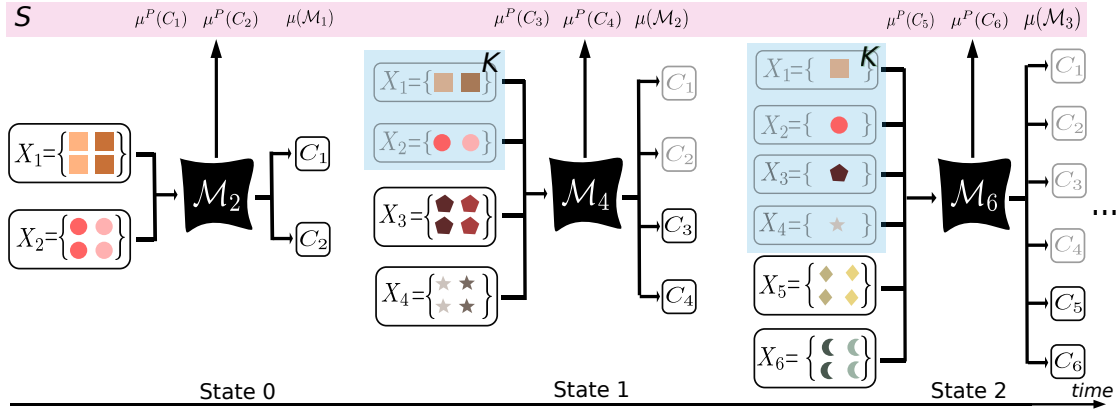 S μ^P(C₁) μ^P(C₂) μ(ℳ₁) μ^P(C₃) μ^P(C₄) μ(ℳ₂) μ^P(C₅) μ^P(C₆) μ(ℳ₃)
X₁={ }
X₂={ }
ℳ₂
C₁
C₂
State 0
K
X₁={ }
X₂={ }
X₃={ }
X₄={ }
ℳ₄
C₁
C₂
C₃
C₄
State 1
K
X₁={ }
X₂={ }
X₃={ }
X₄={ }
X₅={ }
X₆={ }
ℳ₆
C₁
C₂
C₃
C₄
C₅
C₆
...
State 2
time